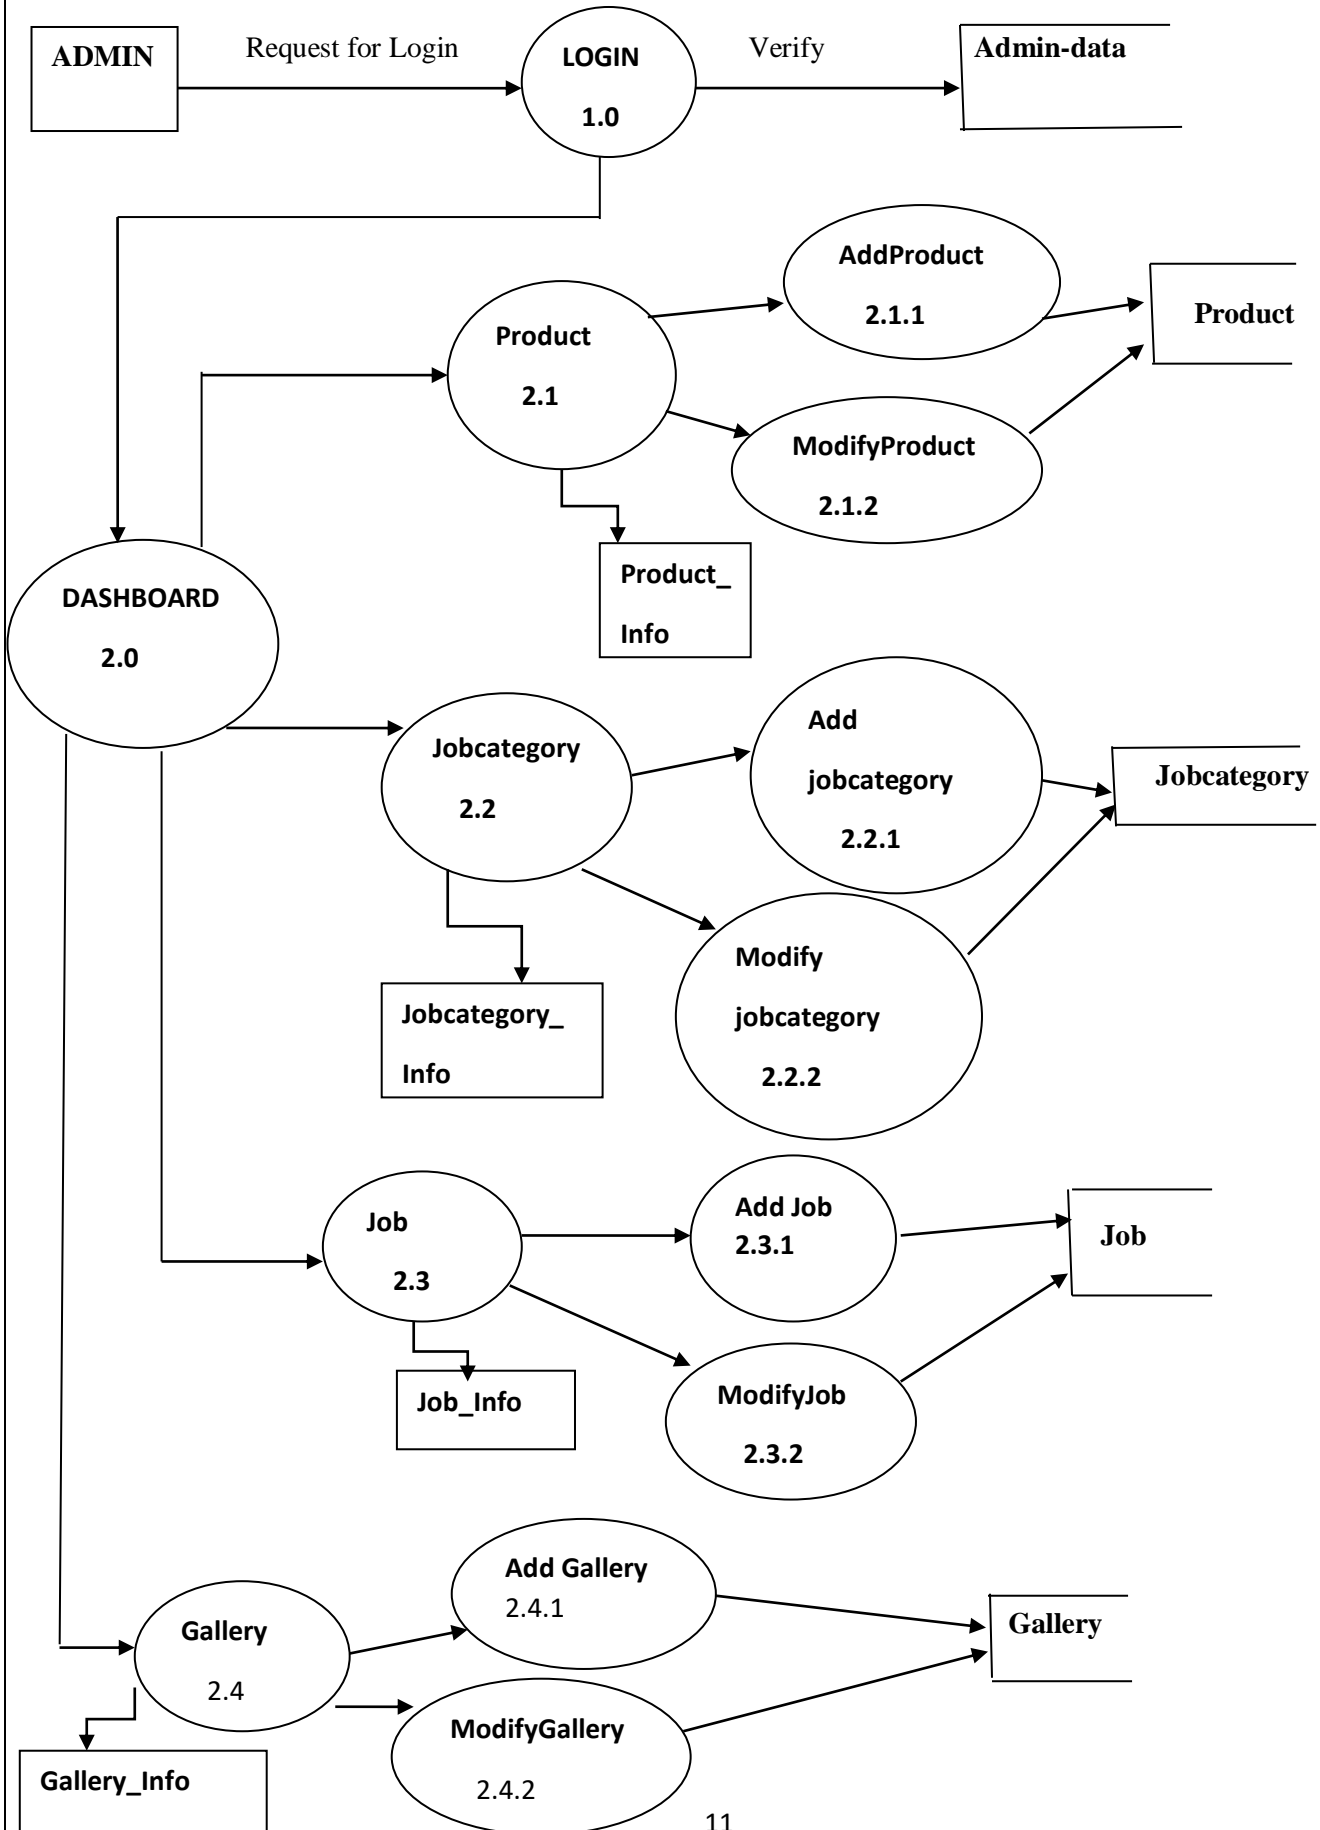 ADMIN
Request for Login
LOGIN
1.0
Verify
Admin-data
AddProduct
2.1.1
Product
Product
2.1
ModifyProduct
2.1.2
Product_
Info
DASHBOARD
2.0
Add
jobcategory
2.2.1
Jobcategory
2.2
Jobcategory
Modify
jobcategory
2.2.2
Jobcategory_
Info
Job
2.3
Add Job
2.3.1
Job
Job_Info
ModifyJob
2.3.2
Add Gallery
2.4.1
Gallery
2.4
Gallery
ModifyGallery
2.4.2
Gallery_Info
11